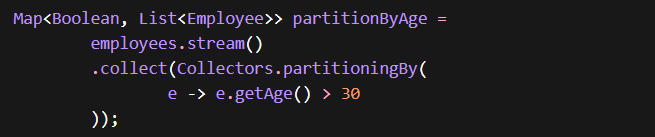 Map<Boolean, List<Employee>> partitionByAge =
        employees.stream()
        .collect(Collectors.partitioningBy(
                e -> e.getAge() > 30
        ));